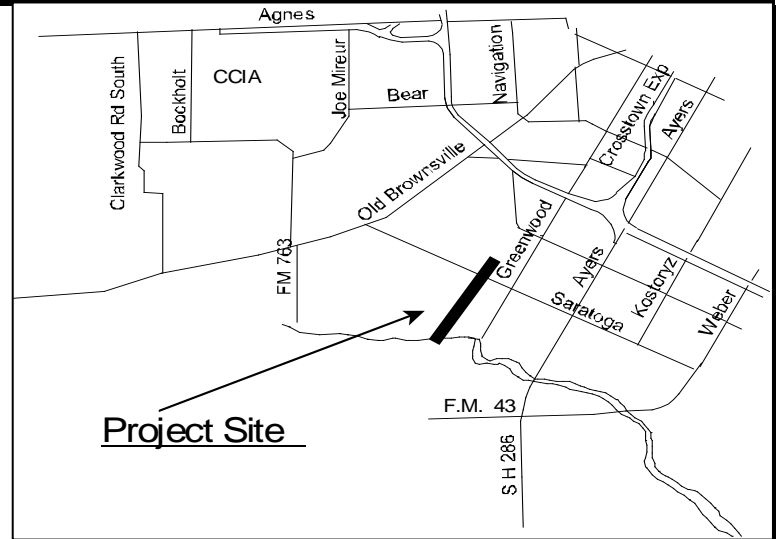 Agnes
Clarkwood Rd South
Bockholt
CCIA
Joe Mireur
Bear
Navigation
Crosstown Exp
Ayers
Old Brownsville
FM 763
Greenwood
Ayers
Saratoga
Kostoryz
Weber
F.M. 43
S H 286
Project Site